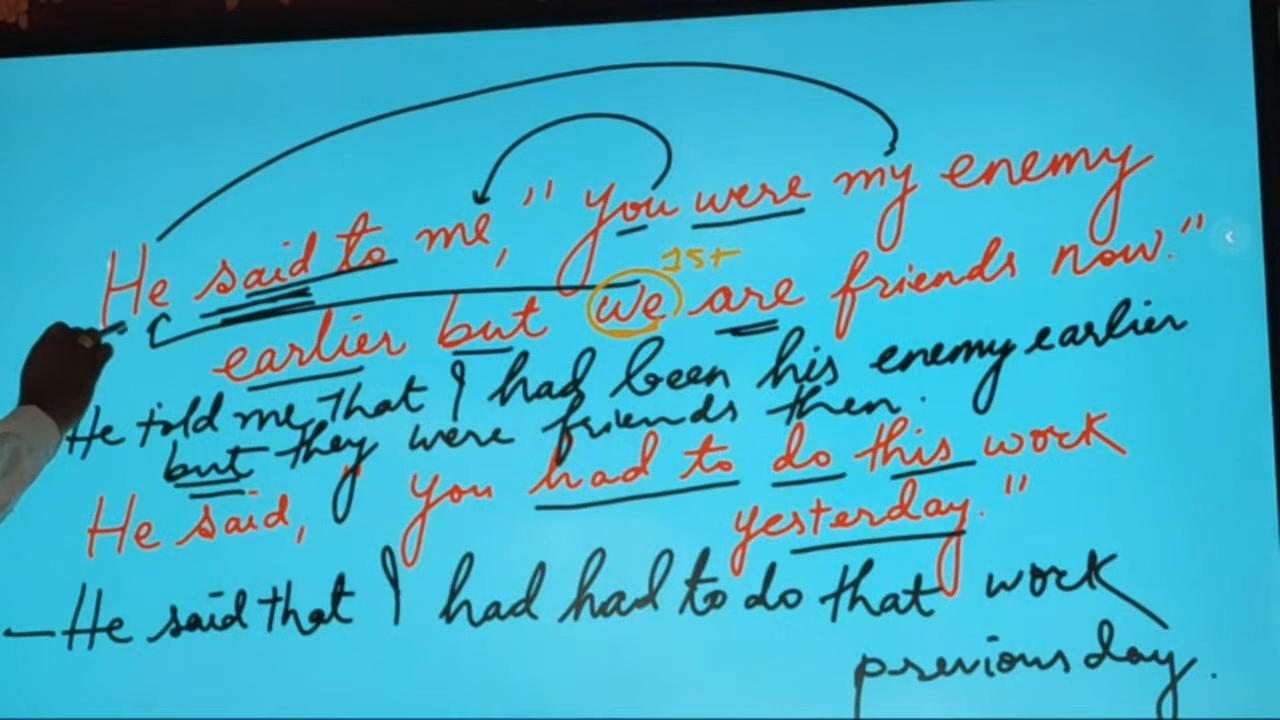 He said to me, " You were my enemy
1st
earlier but we are friends now."
He told me that I had been his enemy earlier
but they were friends then.
He said, " You had to do this work
yesterday."
- He said that I had had to do that work
previous day.